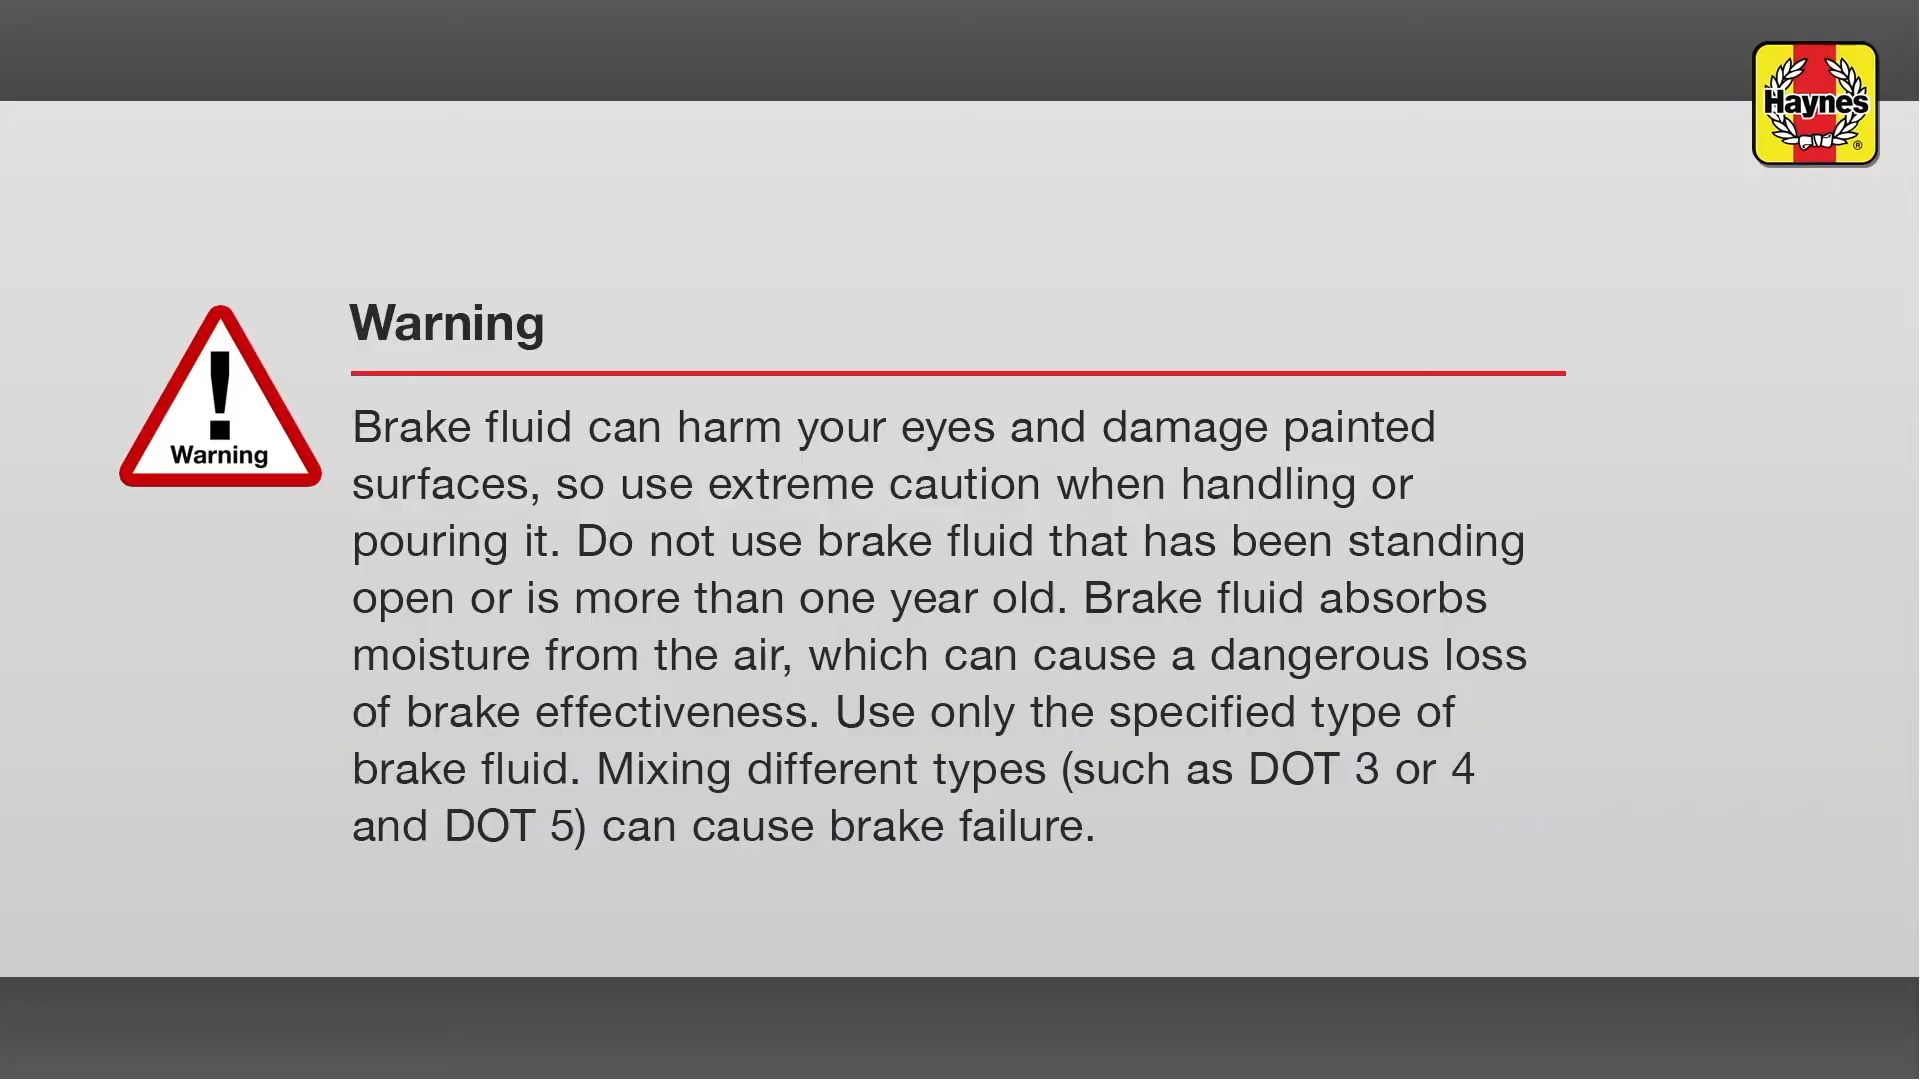 Haynes
®
Warning
Warning
Brake fluid can harm your eyes and damage painted
surfaces, so use extreme caution when handling or
pouring it. Do not use brake fluid that has been standing
open or is more than one year old. Brake fluid absorbs
moisture from the air, which can cause a dangerous loss
of brake effectiveness. Use only the specified type of
brake fluid. Mixing different types (such as DOT 3 or 4
and DOT 5) can cause brake failure.